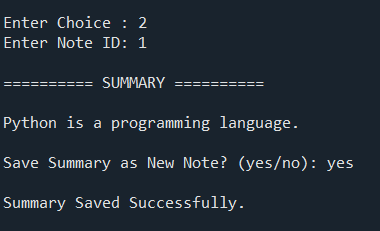 Enter Choice : 2
Enter Note ID: 1
========== SUMMARY ==========
Python is a programming language.
Save Summary as New Note? (yes/no): yes
Summary Saved Successfully.